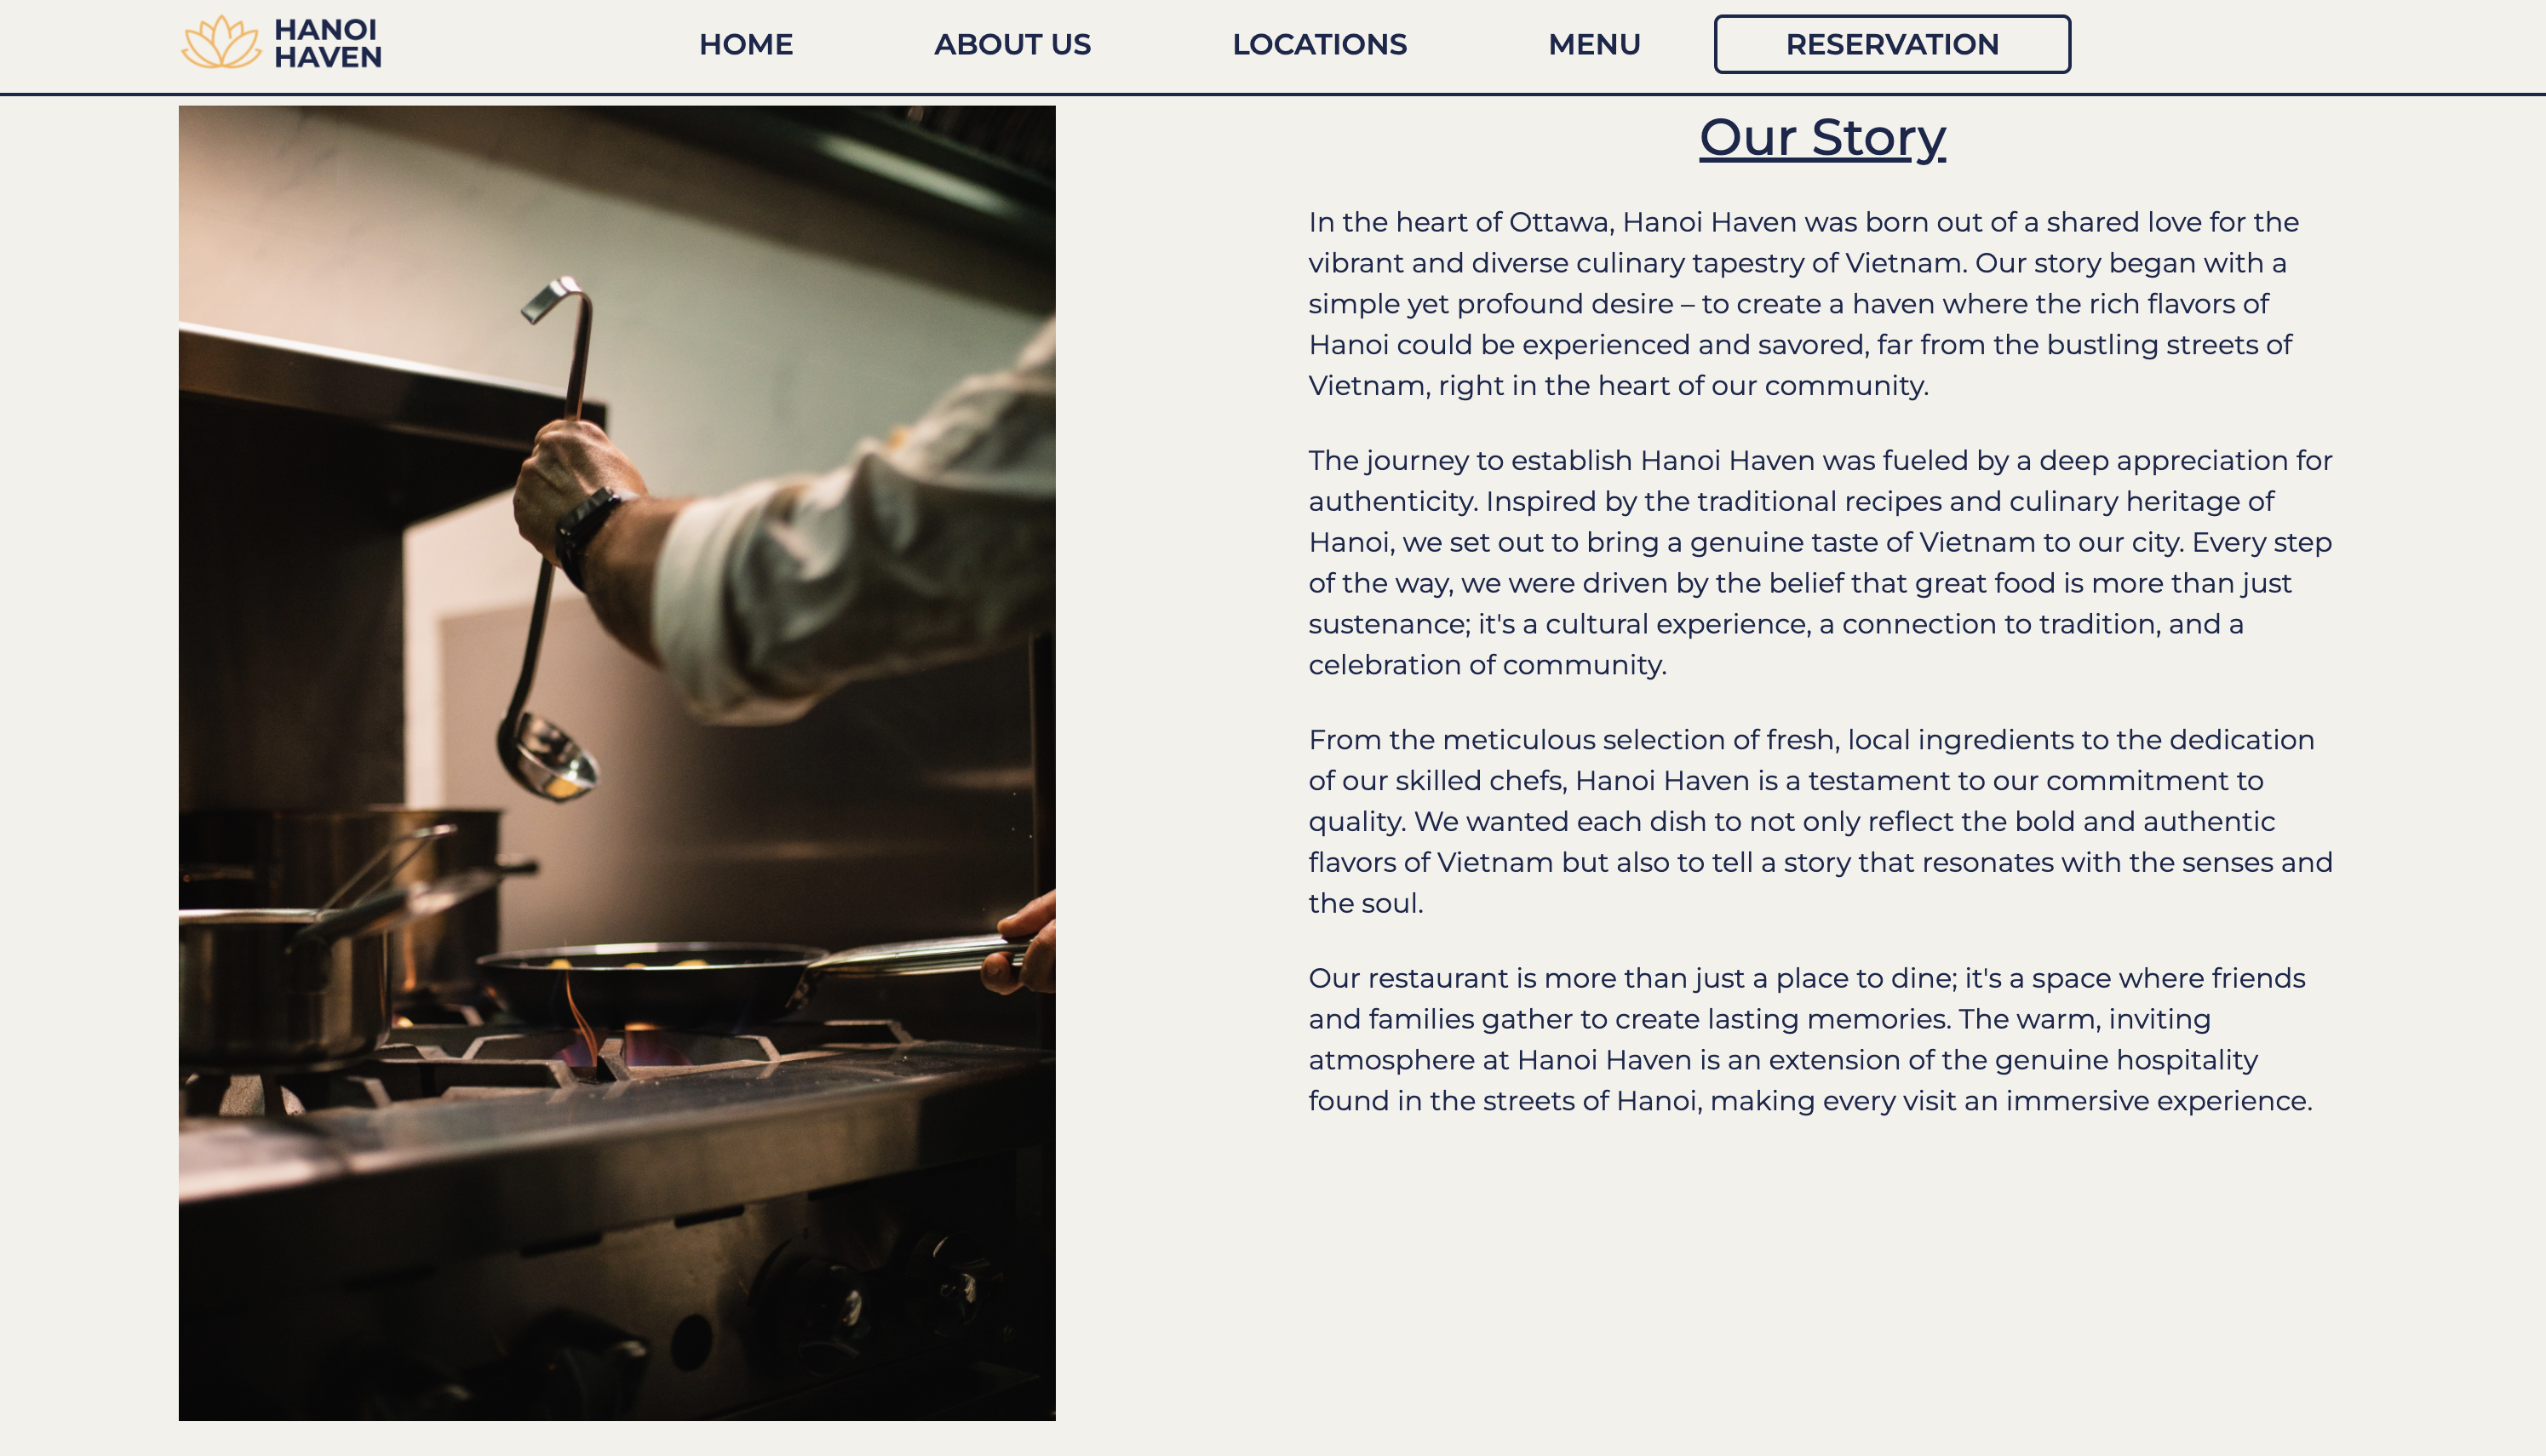 HANOI
HAVEN
HOME
ABOUT US
LOCATIONS
MENU
RESERVATION
Our Story
In the heart of Ottawa, Hanoi Haven was born out of a shared love for the
vibrant and diverse culinary tapestry of Vietnam. Our story began with a
simple yet profound desire – to create a haven where the rich flavors of
Hanoi could be experienced and savored, far from the bustling streets of
Vietnam, right in the heart of our community.
The journey to establish Hanoi Haven was fueled by a deep appreciation for
authenticity. Inspired by the traditional recipes and culinary heritage of
Hanoi, we set out to bring a genuine taste of Vietnam to our city. Every step
of the way, we were driven by the belief that great food is more than just
sustenance; it's a cultural experience, a connection to tradition, and a
celebration of community.
From the meticulous selection of fresh, local ingredients to the dedication
of our skilled chefs, Hanoi Haven is a testament to our commitment to
quality. We wanted each dish to not only reflect the bold and authentic
flavors of Vietnam but also to tell a story that resonates with the senses and
the soul.
Our restaurant is more than just a place to dine; it's a space where friends
and families gather to create lasting memories. The warm, inviting
atmosphere at Hanoi Haven is an extension of the genuine hospitality
found in the streets of Hanoi, making every visit an immersive experience.